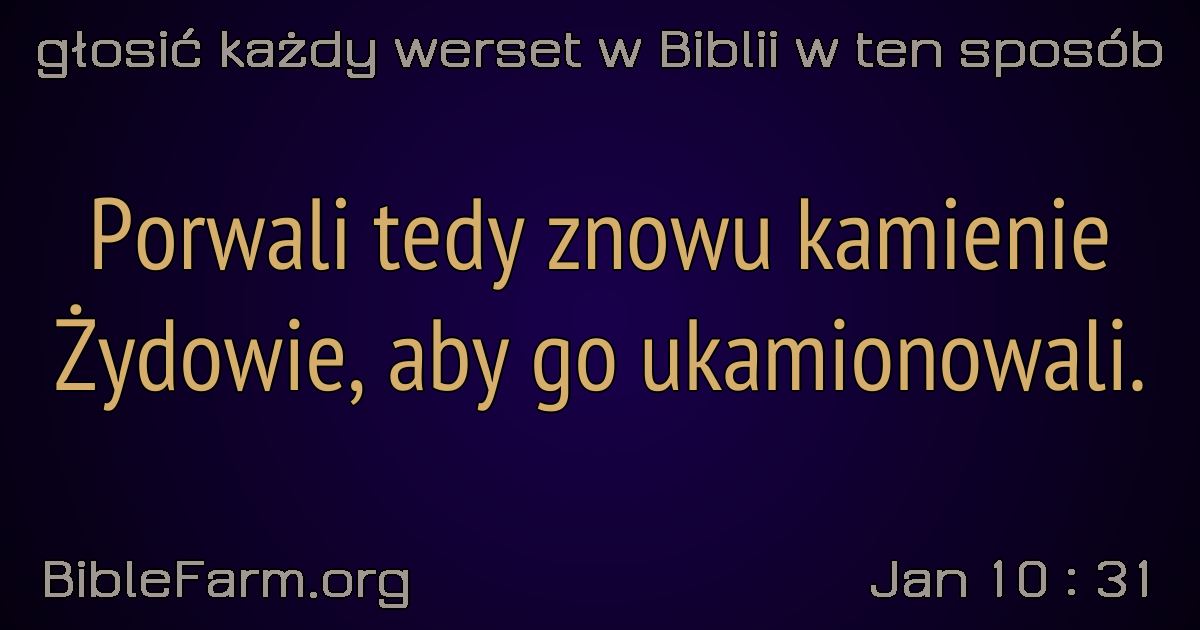 głosić każdy werset w Biblii w ten sposób
Porwali tedy znowu kamienie
Żydowie, aby go ukamionowali.
BibleFarm.org
Jan 10 : 31